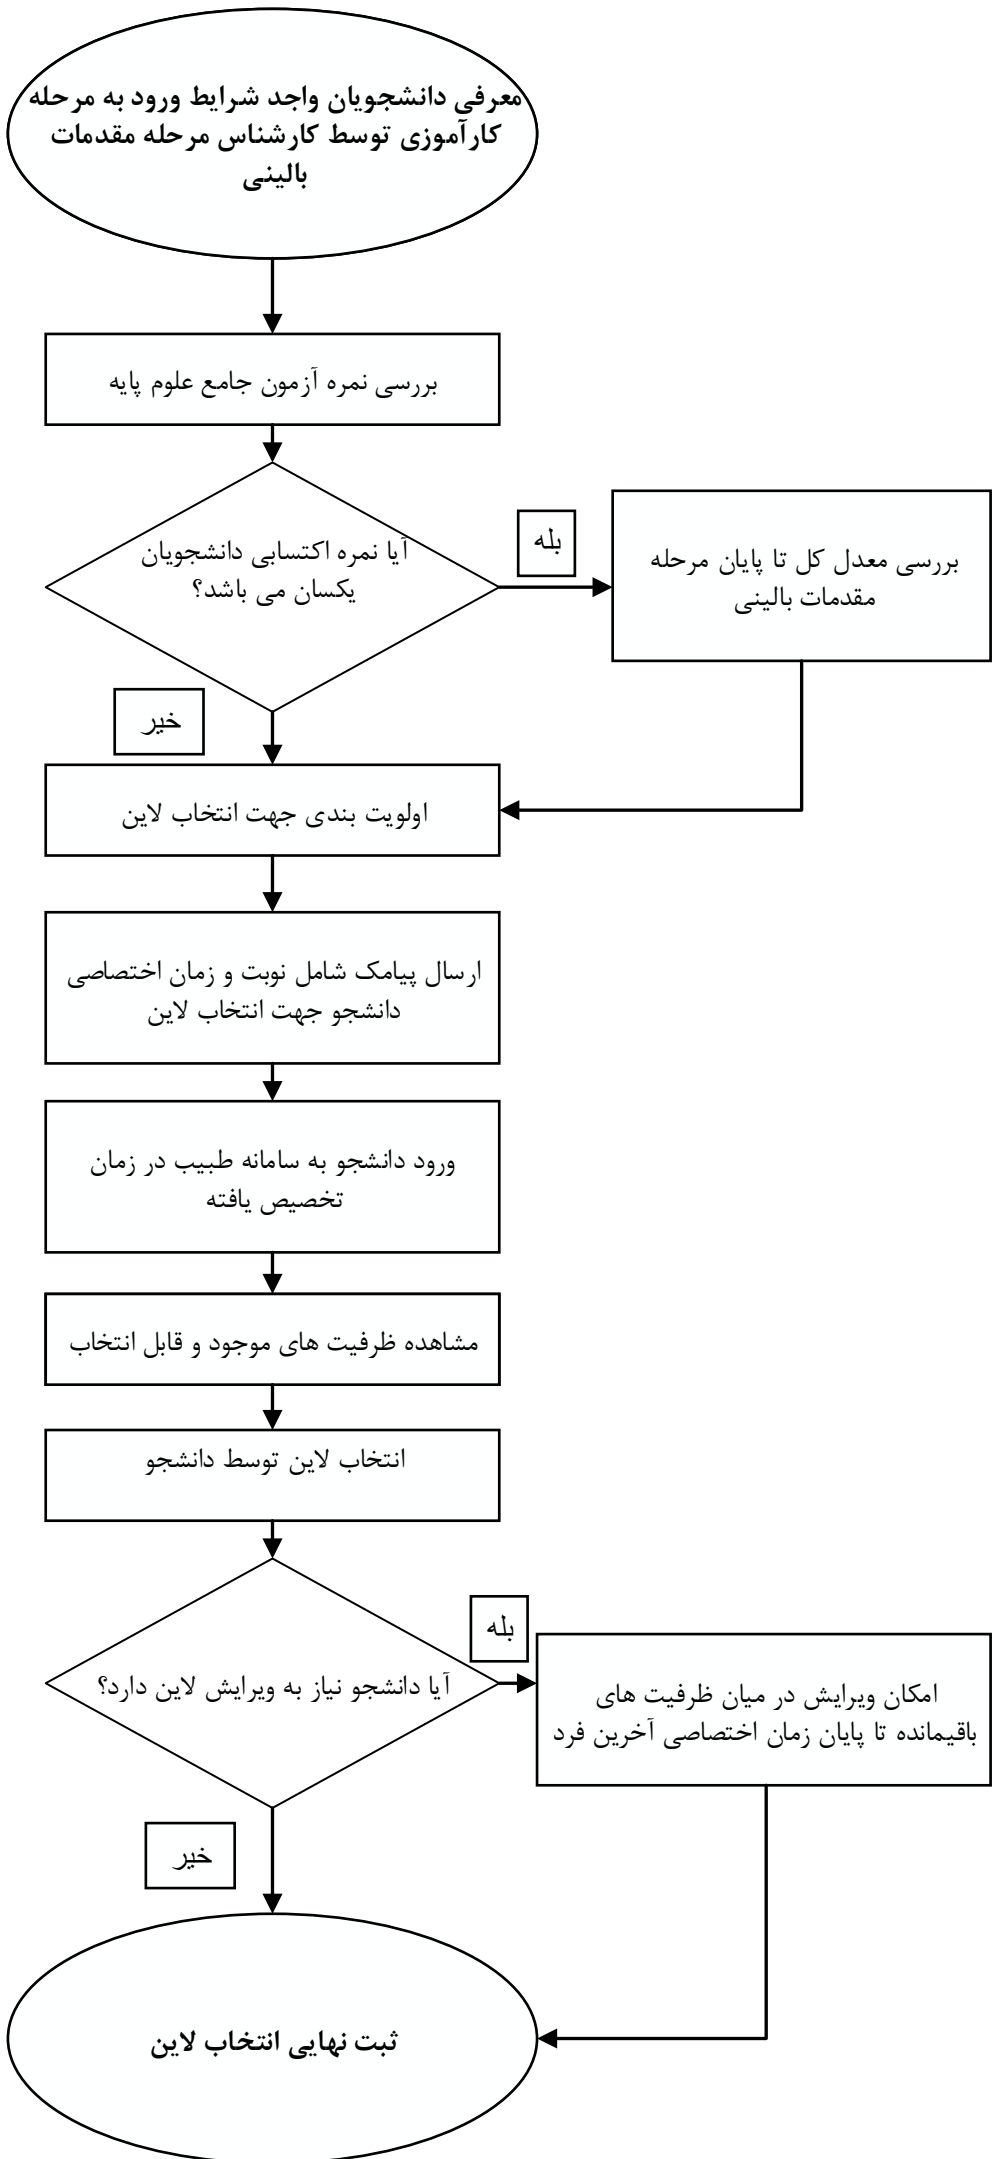 معرفی دانشجویان واجد شرایط ورود به مرحله
کارآموزی توسط کارشناس مرحله مقدمات
بالینی
بررسی نمره آزمون جامع علوم پایه
آیا نمره اکتسابی دانشجویان
یکسان می باشد؟
بله
بررسی معدل کل تا پایان مرحله
مقدمات بالینی
خیر
اولویت بندی جهت انتخاب لاین
ارسال پیامک شامل نوبت و زمان اختصاصی
دانشجو جهت انتخاب لاین
ورود دانشجو به سامانه طبیب در زمان
تخصیص یافته
مشاهده ظرفیت های موجود و قابل انتخاب
انتخاب لاین توسط دانشجو
آیا دانشجو نیاز به ویرایش لاین دارد؟
بله
امکان ویرایش در میان ظرفیت های
باقیمانده تا پایان زمان اختصاصی آخرین فرد
خیر
ثبت نهایی انتخاب لاین